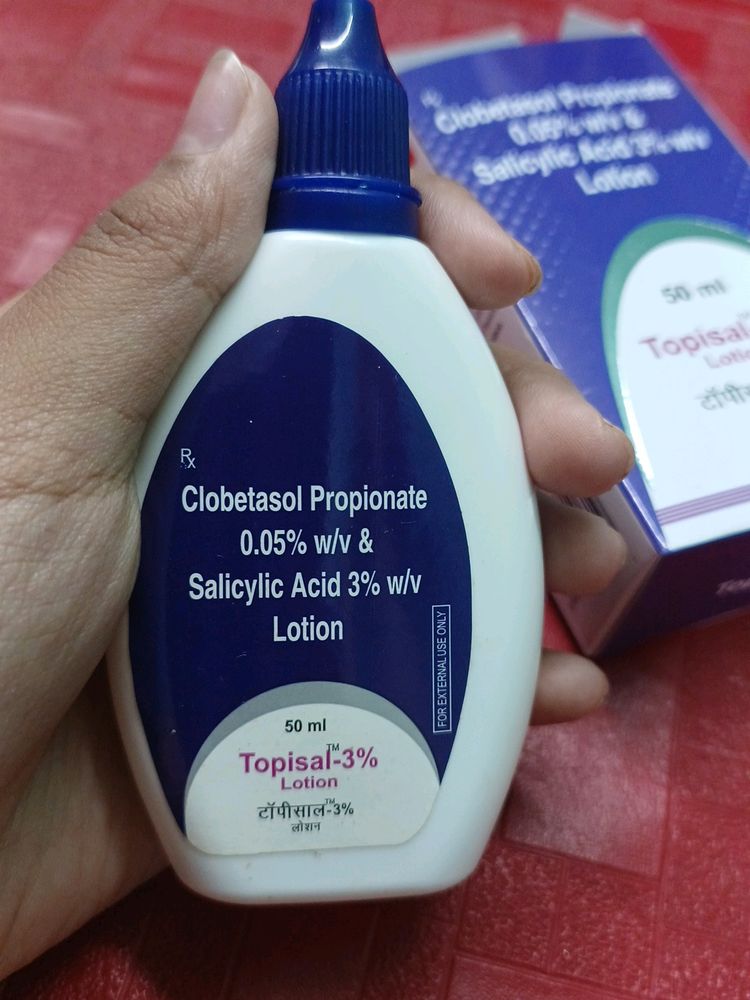 Rx
Clobetasol Propionate
0.05% w/v &
Salicylic Acid 3% w/v
Lotion
FOR EXTERNAL USE ONLY
50 ml
Topisal™-3%
Lotion
टॉपीसाल™-3%
लोशन
Rx
Clobetasol Propionate
0.05% w/v &
Salicylic Acid 3% w/v
Lotion
50 ml
Topisal